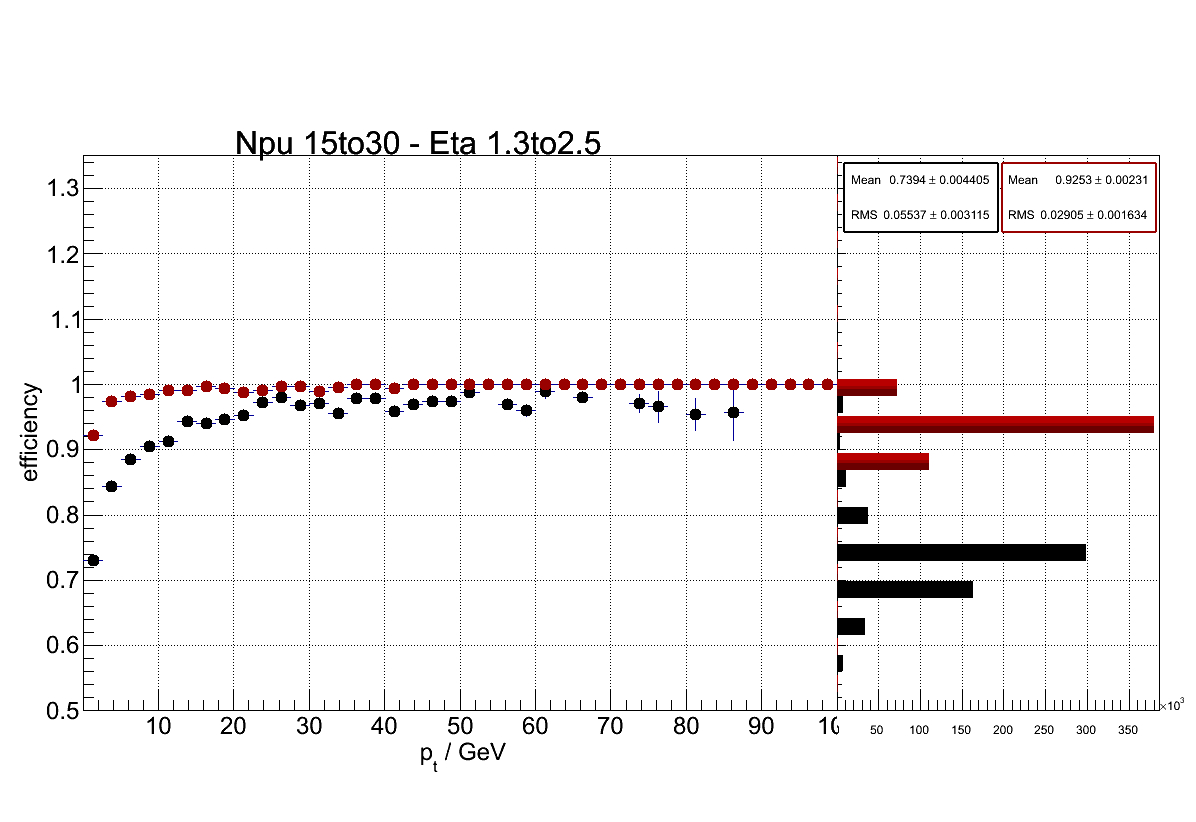 Npu 15to30 - Eta 1.3to2.5
1.3
1.2
1.1
1
0.9
0.8
0.7
0.6
0.5
efficiency
10 20 30 40 50 60 70 80 90 10
p_t / GeV
Mean 0.7394 ± 0.004405
RMS 0.05537 ± 0.003115
Mean 0.9253 ± 0.00231
RMS 0.02905 ± 0.001634
50 100 150 200 250 300 350
×10³